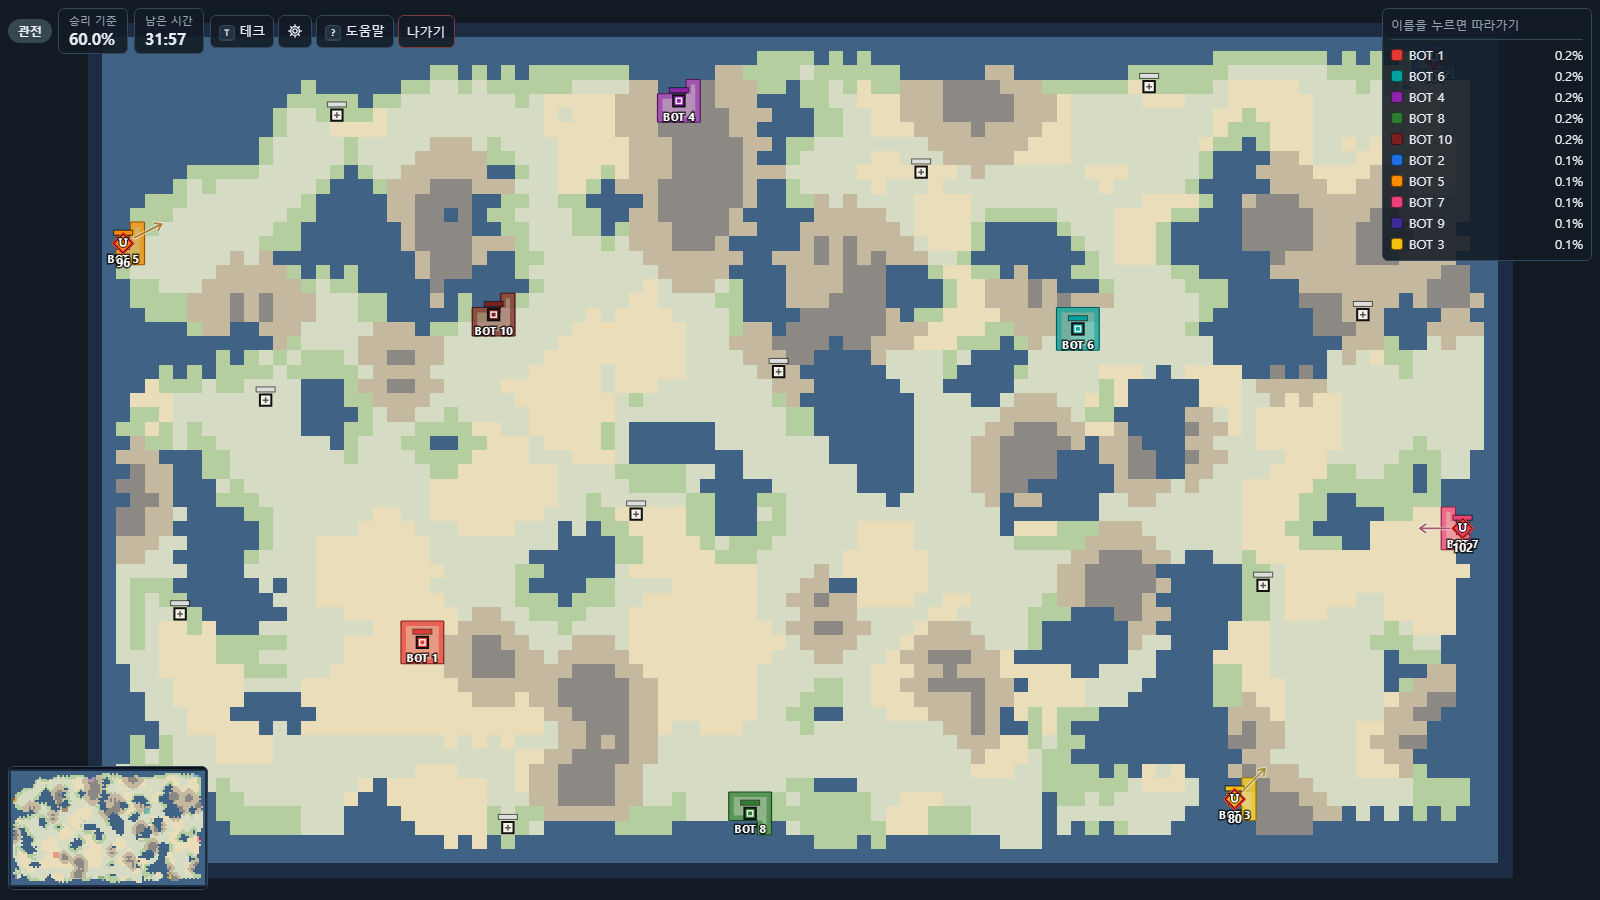 관전
승리 기준
60.0%
남은 시간
31:57
T 테크
? 도움말
나가기
이름을 누르면 따라가기
BOT 1 0.2%
BOT 6 0.2%
BOT 4 0.2%
BOT 8 0.2%
BOT 10 0.2%
BOT 2 0.1%
BOT 5 0.1%
BOT 7 0.1%
BOT 9 0.1%
BOT 3 0.1%
BOT 4
U
96
BOT 10
BOT 6
U
102
BOT 1
BOT 8
U
80